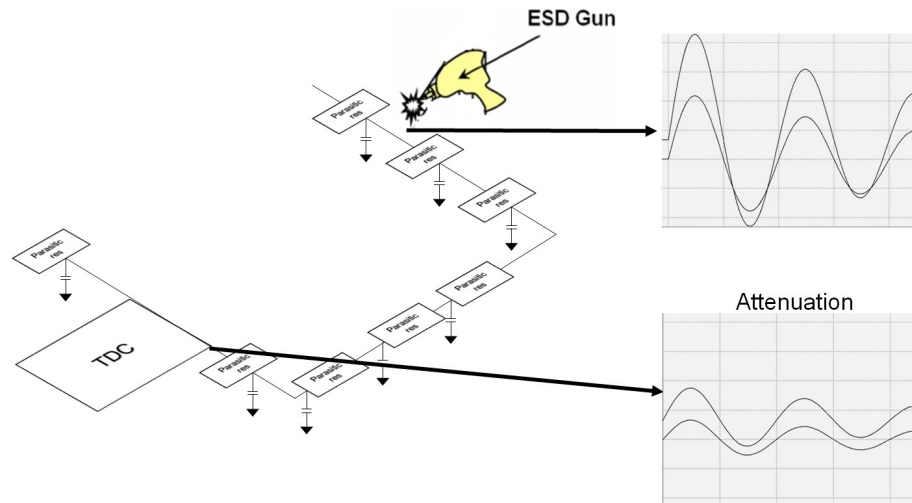 ESD Gun
Parasitic
res
Parasitic
res
Parasitic
res
Parasitic
res
Parasitic
res
Parasitic
res
Parasitic
res
Parasitic
res
TDC
Attenuation